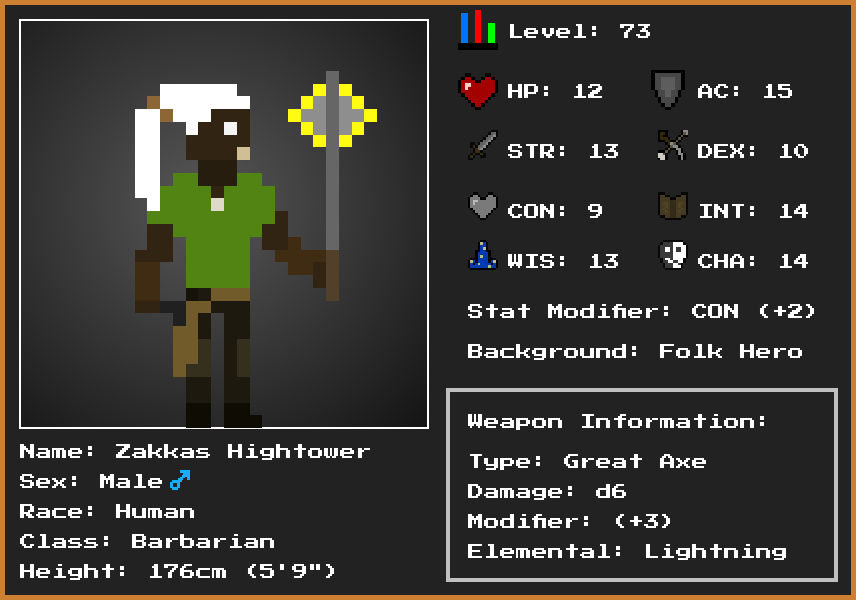 Level: 73
HP: 12 AC: 15
STR: 13 DEX: 10
CON: 9 INT: 14
WIS: 13 CHA: 14
Stat Modifier: CON (+2)
Background: Folk Hero
Weapon Information:
Type: Great Axe
Damage: d6
Modifier: (+3)
Elemental: Lightning
Name: Zakkas Hightower
Sex: Male ♂
Race: Human
Class: Barbarian
Height: 176cm (5'9")